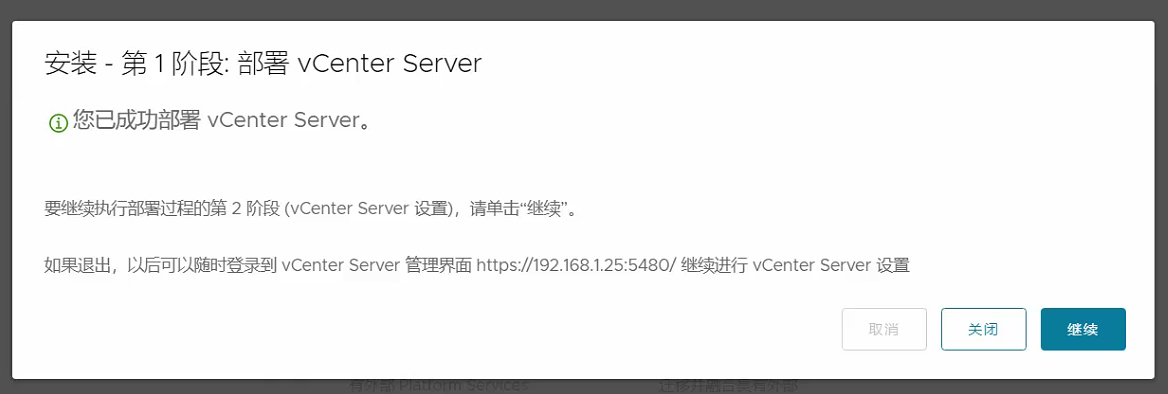 安装 - 第 1 阶段: 部署 vCenter Server
您已成功部署 vCenter Server。
要继续执行部署过程的第 2 阶段 (vCenter Server 设置)，请单击“继续”。
如果退出，以后可以随时登录到 vCenter Server 管理界面 https://192.168.1.25:5480/ 继续进行 vCenter Server 设置
取消 关闭 继续
有外部 Platform Services